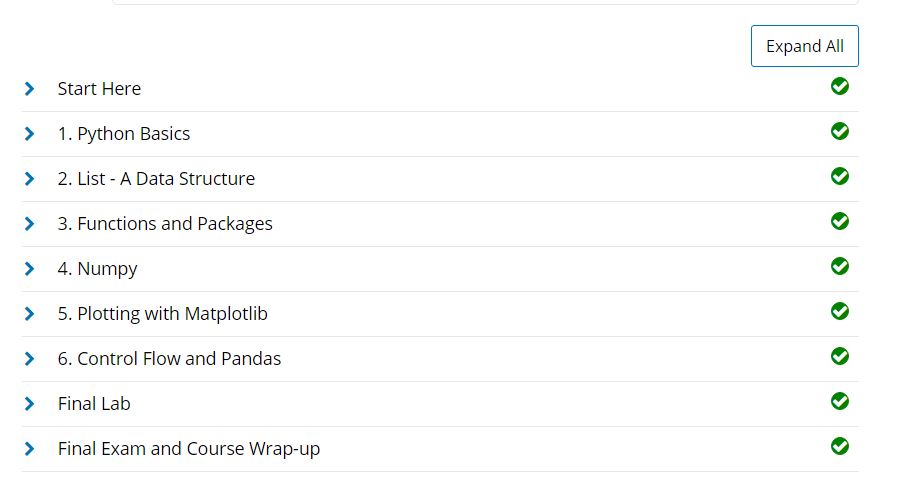 Expand All
Start Here
1. Python Basics
2. List - A Data Structure
3. Functions and Packages
4. Numpy
5. Plotting with Matplotlib
6. Control Flow and Pandas
Final Lab
Final Exam and Course Wrap-up